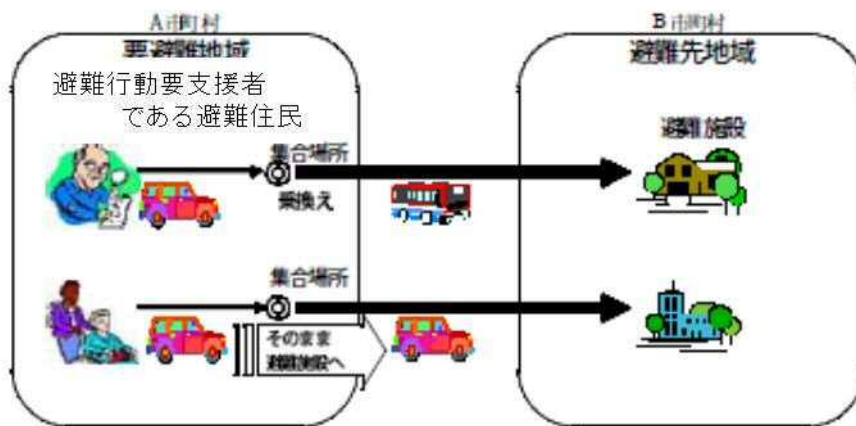 A市町村
要避難地域
避難行動要支援者
である避難住民
集合場所
乗換え
集合場所
そのまま
避難施設へ
B市町村
避難先地域
避難施設